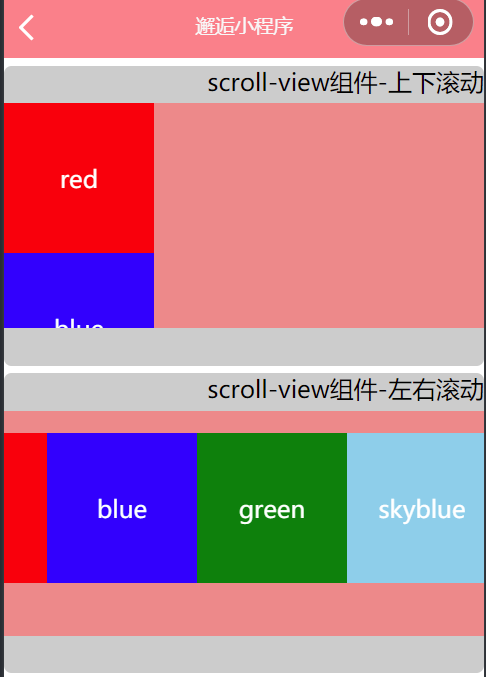 邂逅小程序
scroll-view组件-上下滚动
red
blue
scroll-view组件-左右滚动
blue
green
skyblue